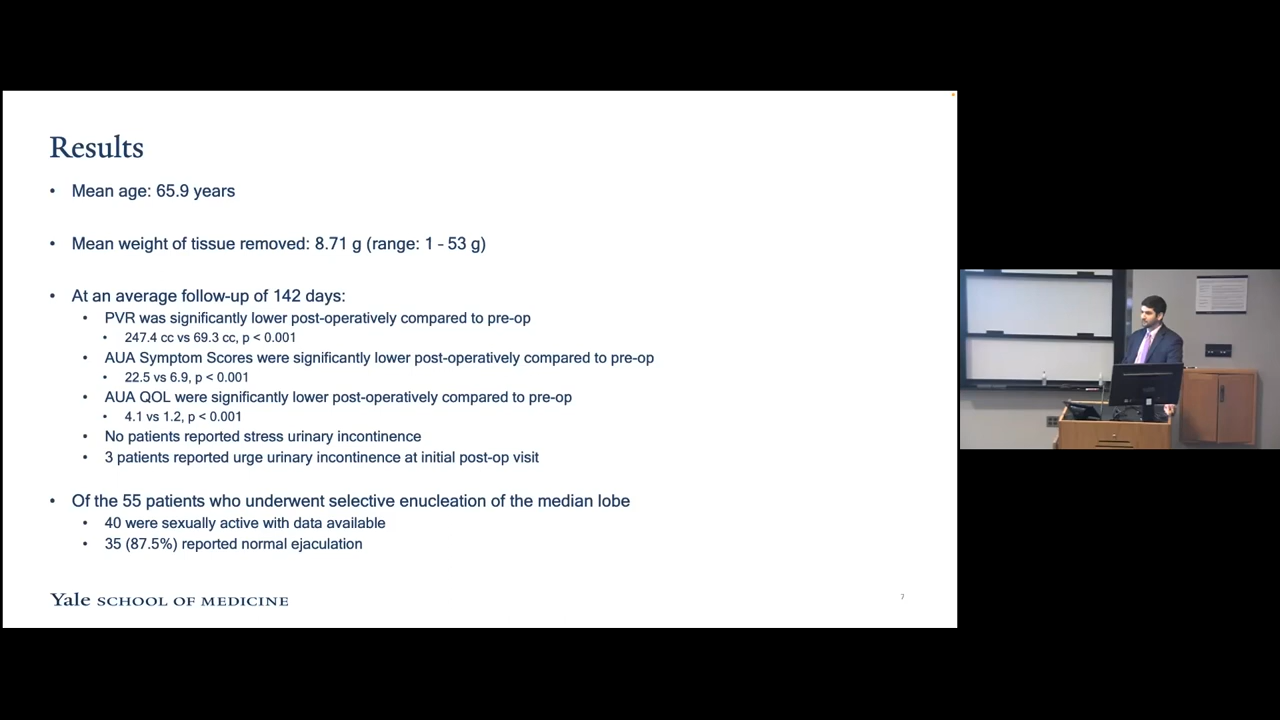 Results
• Mean age: 65.9 years
• Mean weight of tissue removed: 8.71 g (range: 1 - 53 g)
• At an average follow-up of 142 days:
• PVR was significantly lower post-operatively compared to pre-op
• 247.4 cc vs 69.3 cc, p < 0.001
• AUA Symptom Scores were significantly lower post-operatively compared to pre-op
• 22.5 vs 6.9, p < 0.001
• AUA QOL were significantly lower post-operatively compared to pre-op
• 4.1 vs 1.2, p < 0.001
• No patients reported stress urinary incontinence
• 3 patients reported urge urinary incontinence at initial post-op visit
• Of the 55 patients who underwent selective enucleation of the median lobe
• 40 were sexually active with data available
• 35 (87.5%) reported normal ejaculation
Yale SCHOOL OF MEDICINE
7